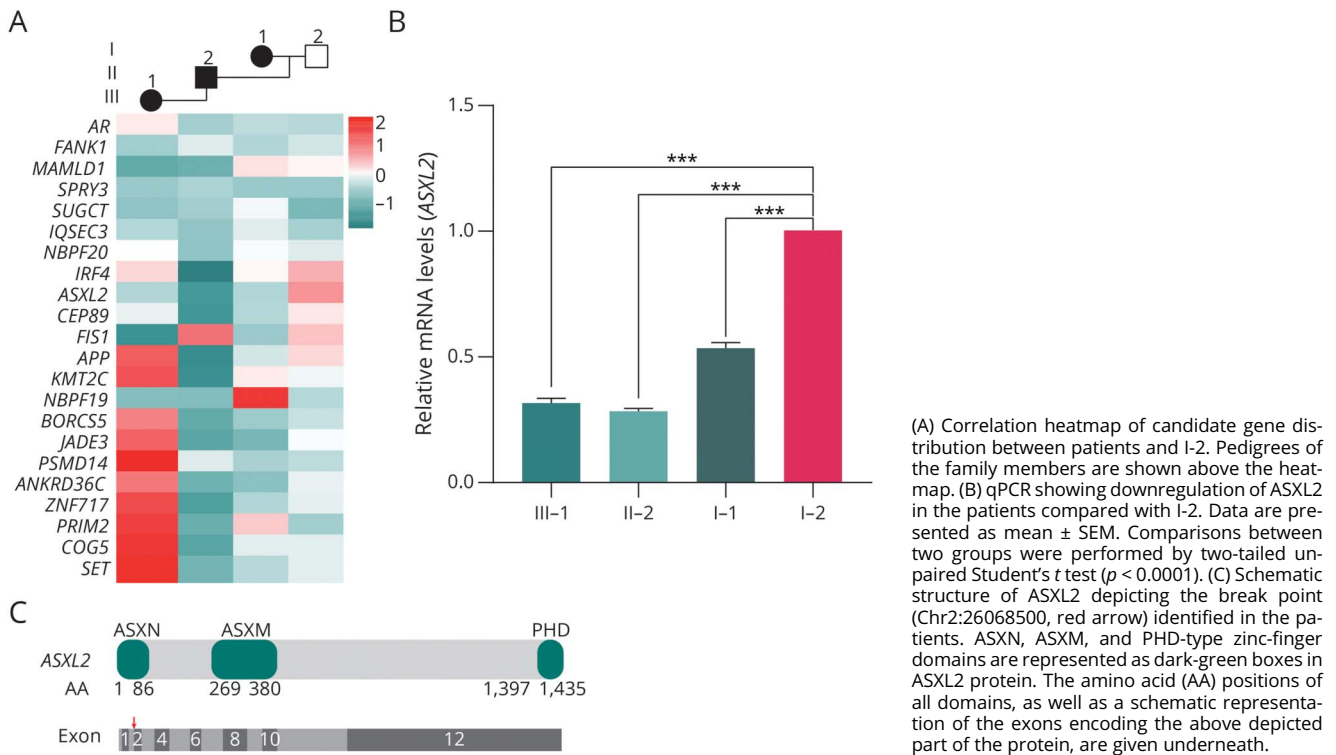 A
I
II
III
1
2
1
2
AR
FANK1
MAMLD1
SPRY3
SUGCT
IQSEC3
NBPF20
IRF4
ASXL2
CEP89
FIS1
APP
KMT2C
NBPF19
BORCS5
JADE3
PSMD14
ANKRD36C
ZNF717
PRIM2
COG5
SET
2
1
0
−1
B
Relative mRNA levels (ASXL2)
1.5
1.0
0.5
0.0
***
***
***
III–1 II–2 I–1 I–2
C
ASXN ASXM PHD
ASXL2
AA 1 86 269 380 1,397 1,435
Exon 1 2 4 6 8 10 12
(A) Correlation heatmap of candidate gene dis-
tribution between patients and I-2. Pedigrees of
the family members are shown above the heat-
map. (B) qPCR showing downregulation of ASXL2
in the patients compared with I-2. Data are pre-
sented as mean ± SEM. Comparisons between
two groups were performed by two-tailed un-
paired Student's t test (p < 0.0001). (C) Schematic
structure of ASXL2 depicting the break point
(Chr2:26068500, red arrow) identified in the pa-
tients. ASXN, ASXM, and PHD-type zinc-finger
domains are represented as dark-green boxes in
ASXL2 protein. The amino acid (AA) positions of
all domains, as well as a schematic representa-
tion of the exons encoding the above depicted
part of the protein, are given underneath.